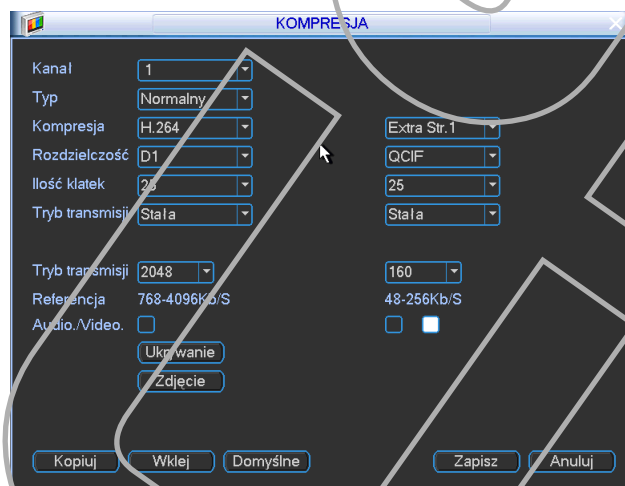 KOMPRESJA
Kanał 1
Typ Normalny
Kompresja H.264 Extra Str.1
Rozdzielczość D1 QCIF
Ilość klatek 25 25
Tryb transmisji Stała Stała
Tryb transmisji 2048 160
Referencja 768-4096Kb/S 48-256Kb/S
Audio./Video.
Ukrywanie
Zdjęcie
Kopiuj Wklej Domyślne Zapisz Anuluj